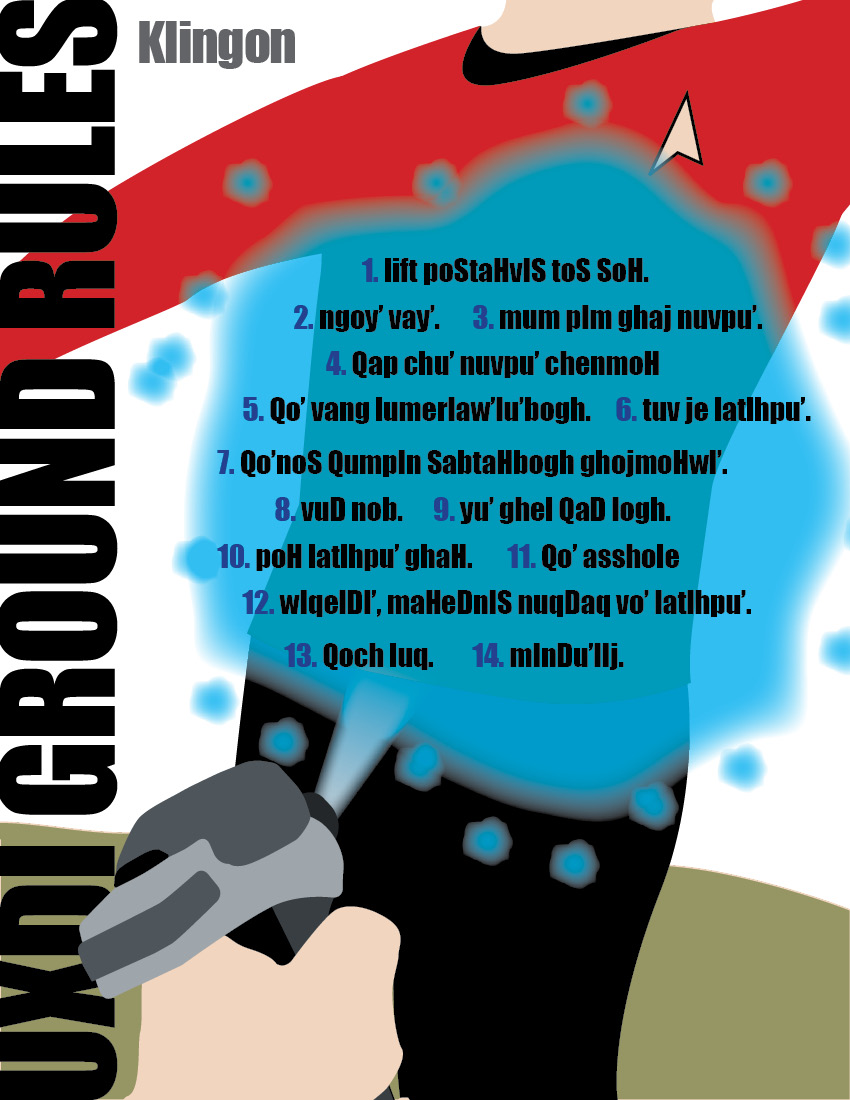 UXDI GROUND RULES
Klingon
1. lift poStaHvIS toS SoH.
2. ngoy' vay'. 3. mum pIm ghaj nuvpu'.
4. Qap chu' nuvpu' chenmoH
5. Qo' vang lumerlaw'lu'bogh. 6. tuv je latlhpu'.
7. Qo'noS QumpIn SabtaHbogh ghojmoHwI'.
8. vuD nob. 9. yu' ghel QaD logh.
10. poH latlhpu' ghaH. 11. Qo' asshole
12. wIqelDI', maHeDnIS nuqDaq vo' latlhpu'.
13. Qoch luq. 14. mInDu'lIj.